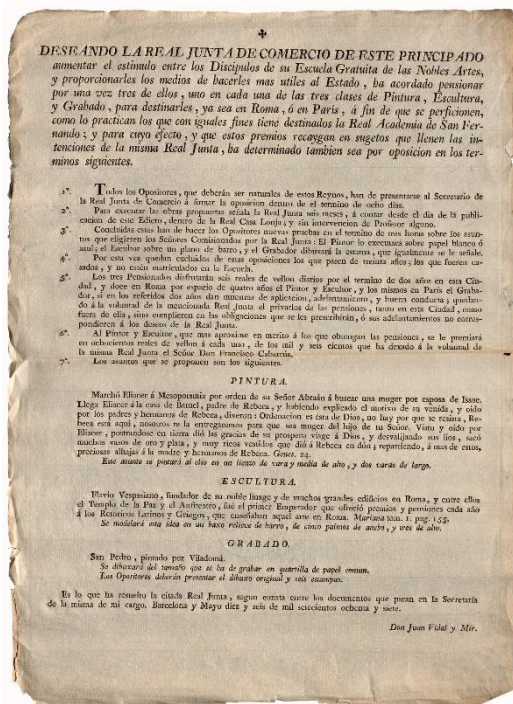 ✠
DESEANDO LA REAL JUNTA DE COMERCIO DE ESTE PRINCIPADO
aumentar el estimulo entre los Discipulos de su Escuela Gratuita de las Nobles Artes,
y proporcionarles los medios de hacerles mas utiles al Estado, ha acordado pensionar
por una vez tres de ellos, uno en cada una de las tres clases de Pintura, Escultura,
y Grabado, para destinarles, ya sea en Roma, ó en Paris, á fin de que se perficionen,
como lo practican los que con iguales fines tiene destinados la Real Academia de San Fer-
nando; y para cuyo efecto, y que estos premios recaygan en sugetos que llenen las in-
tenciones de la misma Real Junta, ha determinado tambien sea por oposicion en los ter-
minos siguientes.
1º. Todos los Opositores, que deberán ser naturales de estos Reynos, han de presentarse al Secretario de
la Real Junta de Comercio á firmar la oposicion dentro del termino de ocho dias.
2º. Para executar las obras propuestas señala la Real Junta seis meses, á contar desde el dia de la publi-
cacion de este Edicto, dentro de la Real Casa Lonja; y sin intervencion de Profesor alguno.
3º. Concluidas estas han de hacer los Opositores nuevas pruebas en el termino de tres horas sobre los asun-
tos que eligieren los Señores Comisionados por la Real Junta: El Pintor lo executará sobre papel blanco ó
azul; el Escultor sobre un plano de barro, y el Grabador dibuxará la estatua, que igualmente se le señale.
4º. Por esta vez quedan excluidos de estas oposiciones los que pasen de treinta años; los que fueren ca-
sados, y no estén matriculados en la Escuela.
5º. Los tres Pensionados disfrutarán seis reales de vellon diarios por el termino de dos años en esta Ciu-
dad, y doce en Roma por espacio de quatro años el Pintor y Escultor, y los mismos en París el Graba-
dor, si en los referidos dos años dan muestras de aplicacion, adelantamiento, y buena conducta; quedan-
do á la voluntad de la mencionada Real Junta el privarlos de las pensiones, tanto en esta Ciudad, como
fuera de ella, sino cumplieren en las obligaciones que se les prescribirán, ó sus adelantamientos no corres-
pondieren á los deseos de la Real Junta.
6º. Al Pintor y Escultor, que mas aproxime en merito á los que obtengan las pensiones, se le premiará
en ochocientos reales de vellon á cada uno, de los mil y seis cientos que ha dexado á la voluntad de
la misma Real Junta el Señor Don Francisco Cabarrús.
7º. Los asuntos que se proponen son los siguientes.
PINTURA.
Marchó Eliacer á Mesopotamia por orden de su Señor Abraán á buscar una muger por esposa de Isaac.
Llega Eliacer á la casa de Batuel, padre de Rebeca, y habiendo explicado el motivo de su venida, y oido
por los padres y hermanos de Rebeca, dixeron: Ordenacion es esta de Dios, no hay por que se resista, Re-
beca está aqui, nosotros te la entregaremos para que sea muger del hijo de tu Señor. Visto y oido por
Eliacer, postrandose en tierra dió las gracias de su prospero viage á Dios, y desvalijando sus lios, sacó
muchos vasos de oro y plata, y muy ricos vestidos que dió á Rebeca en dón; repartiendo, á mas de estos,
preciosas alhajas á la madre y hermanos de Rebeca. Genes. 24.
Este asunto se pintará al olio en un lienzo de vara y media de alto, y dos varas de largo.
ESCULTURA.
Flavio Vespasiano, fundador de su noble linage y de muchos grandes edificios en Roma, y entre ellos
el Templo de la Paz y el Anfiteatro, fué el primer Emperador que ofreció premios y pensiones cada año
á los Retoricos Latinos y Griegos, que enseñaban aquel arte en Roma. Mariana tom. 1. pag. 155.
Se modelará una idea en un baxo relieve de barro, de cinco palmos de ancho, y tres de alto.
GRABADO.
San Pedro, pintado por Viladomá.
Se dibuxará del tamaño que se ha de grabar en quartilla de papel comun.
Los Opositores deberán presentar el dibuxo original y seis estampas.
Es lo que ha resuelto la citada Real Junta, segun consta entre los documentos que paran en la Secretaría
de la misma de mi cargo. Barcelona y Mayo diez y seis de mil setecientos ochenta y siete.
Don Juan Vidal y Mir.